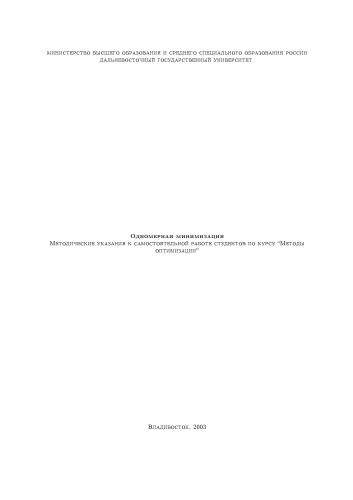 МИНИСТЕРСТВО ВЫСШЕГО ОБРАЗОВАНИЯ И СРЕДНЕГО СПЕЦИАЛЬНОГО ОБРАЗОВАНИЯ РОССИИ
ДАЛЬНЕВОСТОЧНЫЙ ГОСУДАРСТВЕННЫЙ УНИВЕРСИТЕТ
Одномерная минимизация
Методические указания к самостоятельной работе студентов по курсу "Методы
оптимизации"
Владивосток, 2003